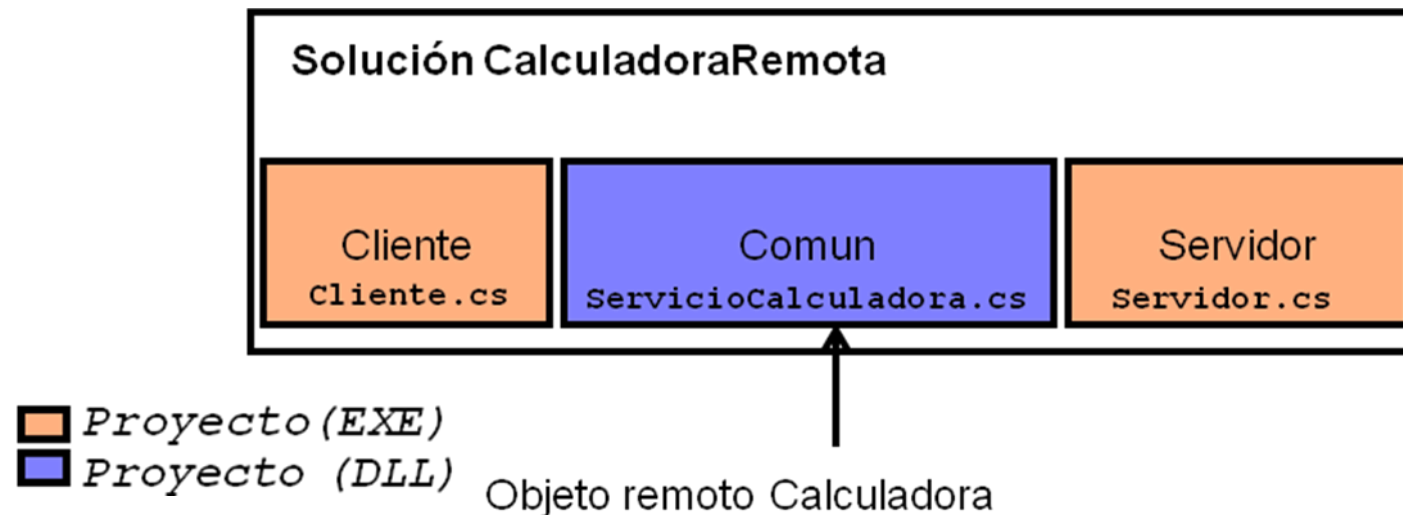 Solución CalculadoraRemota
Cliente
Cliente.cs
Comun
ServicioCalculadora.cs
Servidor
Servidor.cs
Proyecto(EXE)
Proyecto (DLL)
Objeto remoto Calculadora